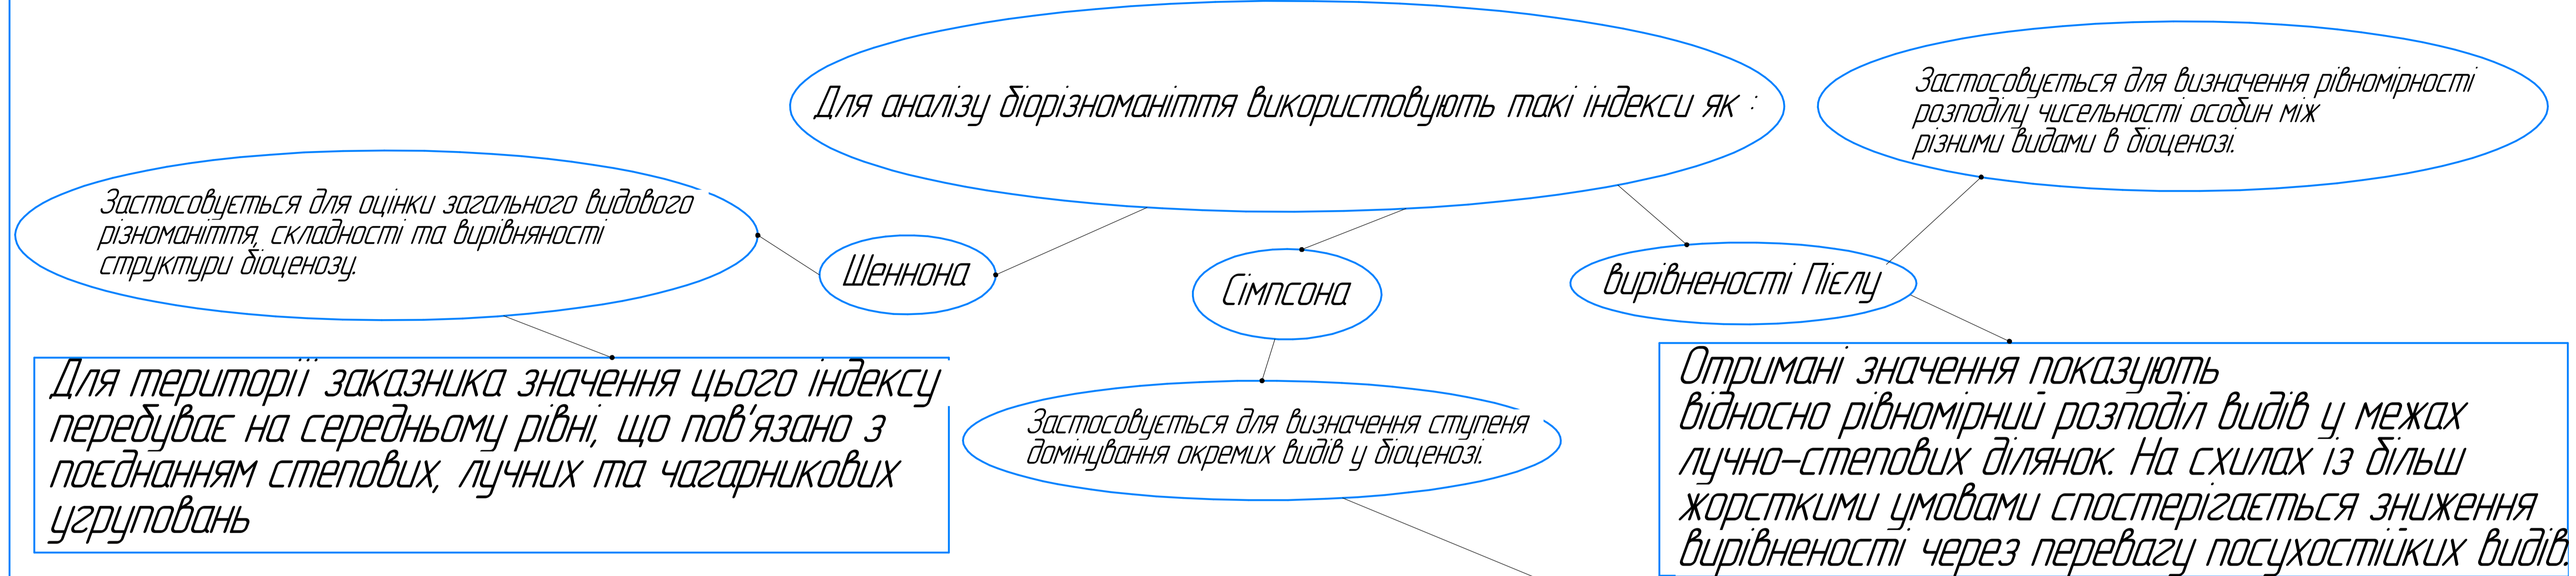 Для аналізу біорізноманіття використовують такі індекси як :
Застосовується для визначення рівномірності
розподілу чисельності особин між
різними видами в біоценозі.
Застосовується для оцінки загального видового
різноманіття, складності та вирівняності
структури біоценозу.
Шеннона
Сімпсона
вирівненості Пієлу
Для території заказника значення цього індексу
перебуває на середньому рівні, що пов'язано з
поєднанням степових, лучних та чагарникових
угруповань
Застосовується для визначення ступеня
домінування окремих видів у біоценозі.
Отримані значення показують
відносно рівномірний розподіл видів у межах
лучно-степових ділянок. На схилах із більш
жорсткими умовами спостерігається зниження
вирівненості через перевагу посухостійких видів.